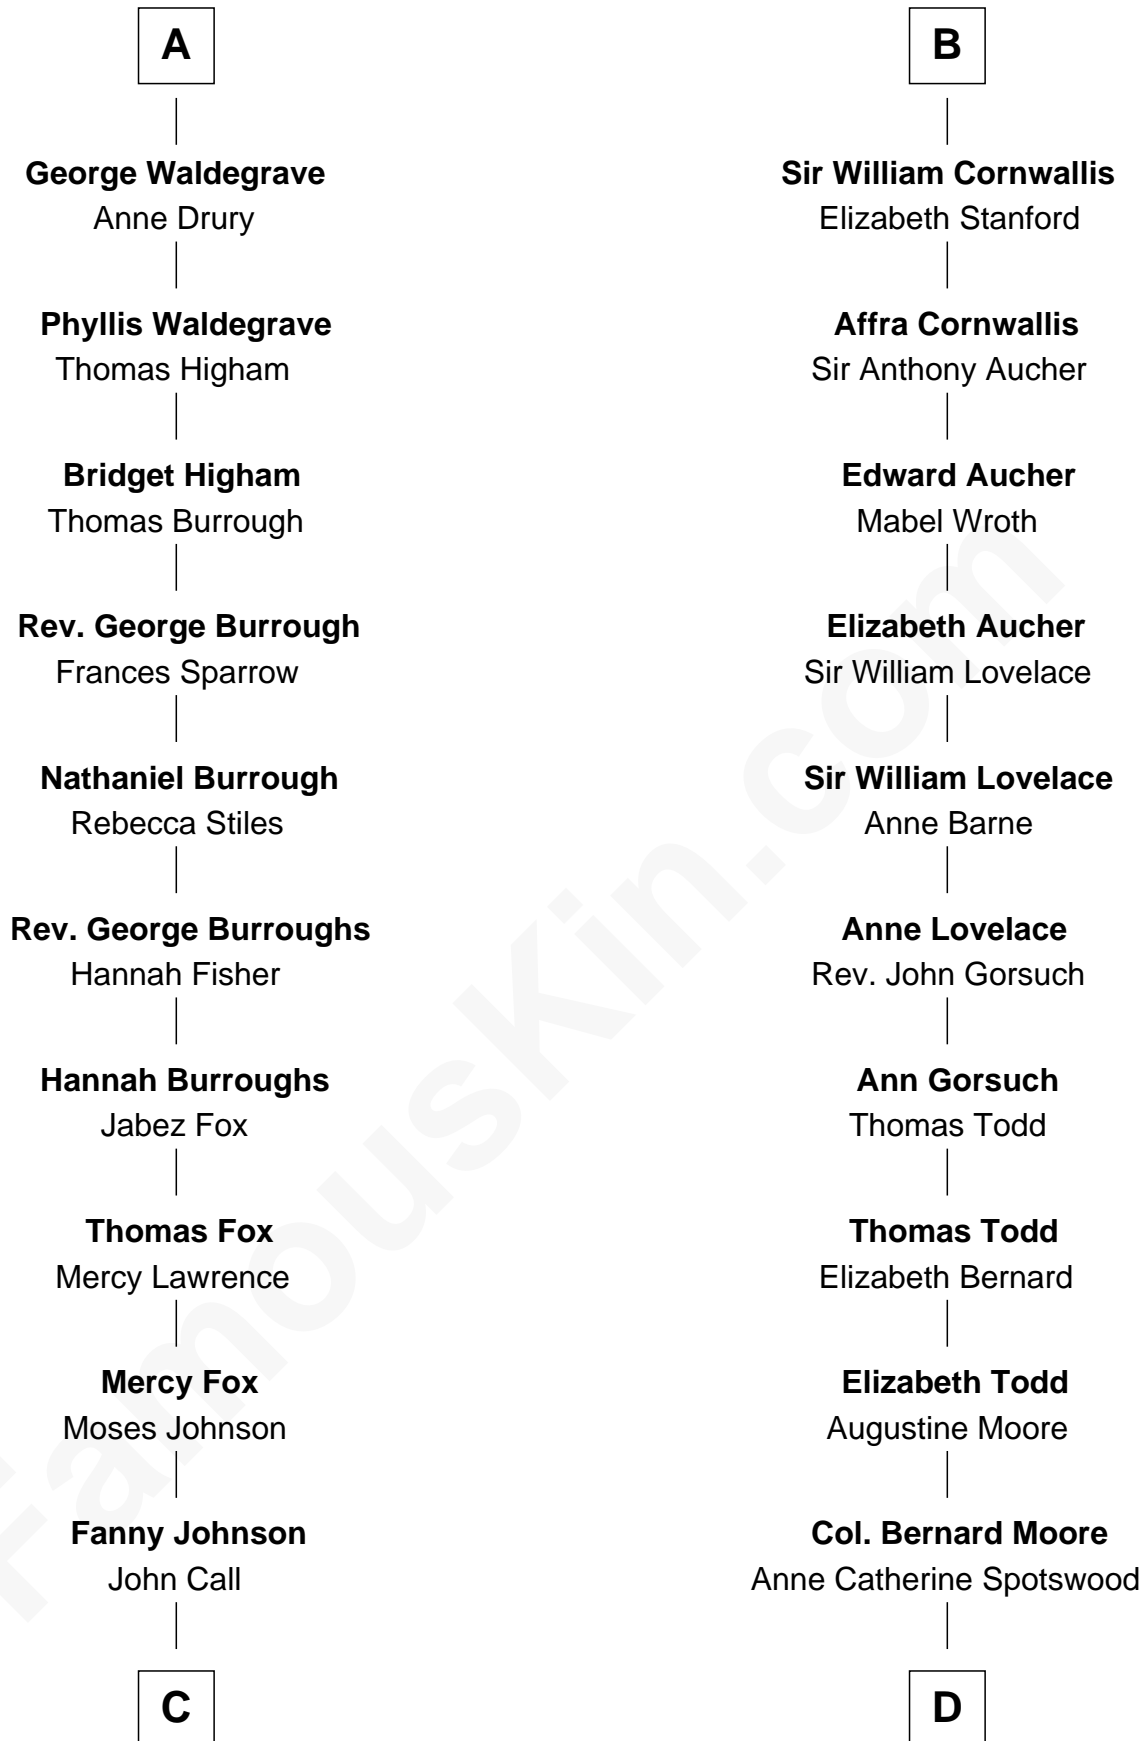 A
George Waldegrave
Anne Drury
Phyllis Waldegrave
Thomas Higham
Bridget Higham
Thomas Burrough
Rev. George Burrough
Frances Sparrow
Nathaniel Burrough
Rebecca Stiles
Rev. George Burroughs
Hannah Fisher
Hannah Burroughs
Jabez Fox
Thomas Fox
Mercy Lawrence
Mercy Fox
Moses Johnson
Fanny Johnson
John Call
C
B
Sir William Cornwallis
Elizabeth Stanford
Affra Cornwallis
Sir Anthony Aucher
Edward Aucher
Mabel Wroth
Elizabeth Aucher
Sir William Lovelace
Sir William Lovelace
Anne Barne
Anne Lovelace
Rev. John Gorsuch
Ann Gorsuch
Thomas Todd
Thomas Todd
Elizabeth Bernard
Elizabeth Todd
Augustine Moore
Col. Bernard Moore
Anne Catherine Spotswood
D
FamousKin.com